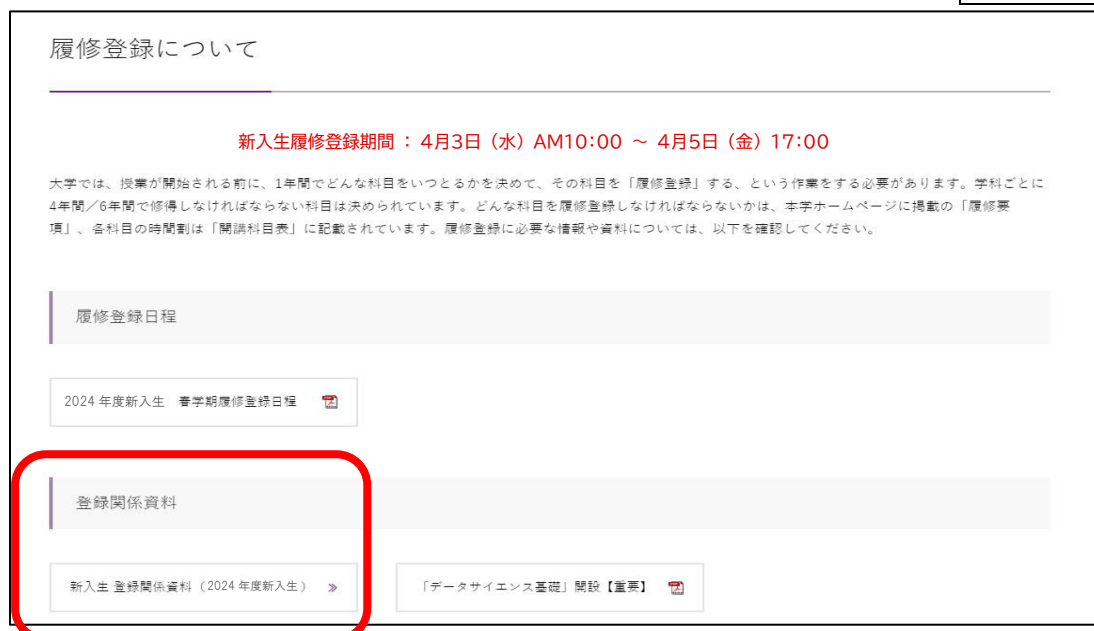 履修登録について
新入生履修登録期間 : 4月3日（水）AM10:00 ～ 4月5日（金）17:00
大学では、授業が開始される前に、1年間でどんな科目をいつとるかを決めて、その科目を「履修登録」する、という作業をする必要があります。学科ごとに
4年間／6年間で修得しなければならない科目は決められています。どんな科目を履修登録しなければならないかは、本学ホームページに掲載の「履修要
項」、各科目の時間割は「開講科目表」に記載されています。履修登録に必要な情報や資料については、以下を確認してください。
履修登録日程
2024年度新入生　春学期履修登録日程
登録関係資料
新入生 登録関係資料（2024年度新入生） »
「データサイエンス基礎」開設【重要】